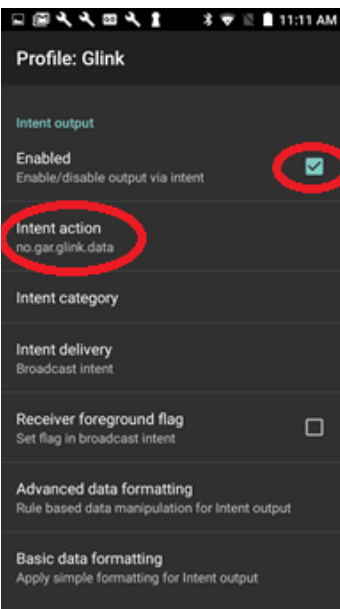 11:11 AM
Profile: Glink
Intent output
Enabled
Enable/disable output via intent
Intent action
no.gar.glink.data
Intent category
Intent delivery
Broadcast intent
Receiver foreground flag
Set flag in broadcast intent
Advanced data formatting
Rule based data manipulation for Intent output
Basic data formatting
Apply simple formatting for Intent output